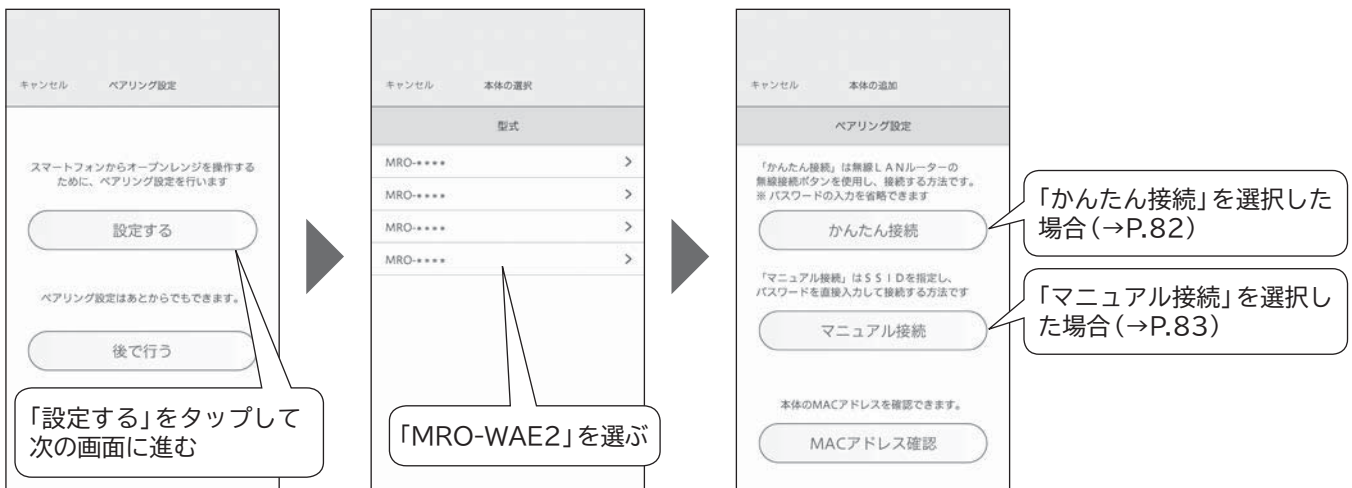 キャンセル ペアリング設定
スマートフォンからオーブンレンジを操作する
ために、ペアリング設定を行います
設定する
ペアリング設定はあとからでもできます。
後で行う
「設定する」をタップして
次の画面に進む
キャンセル 本体の選択
型式
MRO-**** >
MRO-**** >
MRO-**** >
MRO-**** >
「MRO-WAE2」を選ぶ
キャンセル 本体の追加
ペアリング設定
「かんたん接続」は無線LANルーターの
無線接続ボタンを使用し、接続する方法です。
※ パスワードの入力を省略できます
かんたん接続
「かんたん接続」を選択した
場合(→P.82)
「マニュアル接続」はSSIDを指定し、
パスワードを直接入力して接続する方法です
マニュアル接続
「マニュアル接続」を選択し
た場合(→P.83)
本体のMACアドレスを確認できます。
MACアドレス確認